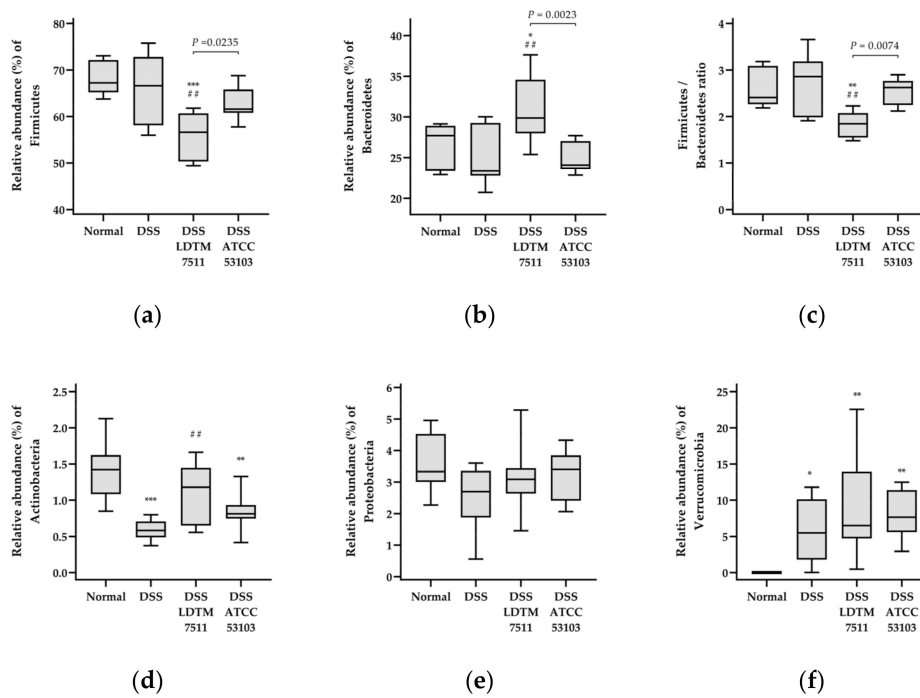 Relative abundance (%) of
Firmicutes
80
70
60
50
40
P =0.0235
***
##
Normal DSS DSS DSS
LDTM ATCC
7511 53103
(a)
Relative abundance (%) of
Bacteroidetes
40
35
30
25
20
P = 0.0023
*
##
Normal DSS DSS DSS
LDTM ATCC
7511 53103
(b)
Firmicutes /
Bacteroidetes ratio
4
3
2
1
0
P = 0.0074
**
##
Normal DSS DSS DSS
LDTM ATCC
7511 53103
(c)
Relative abundance (%) of
Actinobacteria
2.5
2.0
1.5
1.0
0.5
0.0
***
##
**
Normal DSS DSS DSS
LDTM ATCC
7511 53103
(d)
Relative abundance (%) of
Proteobacteria
6
5
4
3
2
1
0
Normal DSS DSS DSS
LDTM ATCC
7511 53103
(e)
Relative abundance (%) of
Verrucomicrobia
25
20
15
10
5
0
*
**
**
Normal DSS DSS DSS
LDTM ATCC
7511 53103
(f)